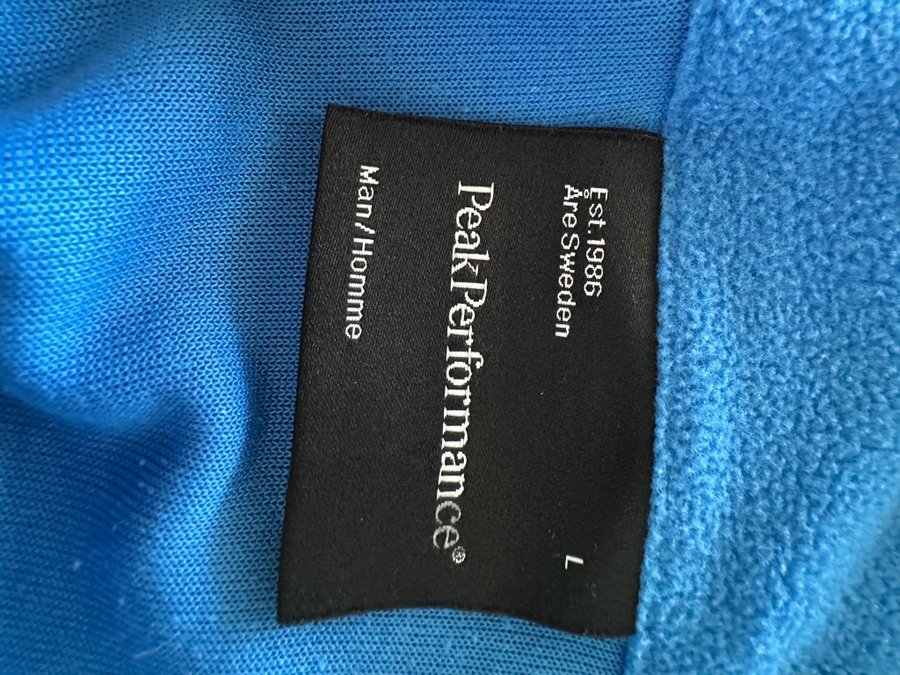 Est. 1986
Åre Sweden
L
PeakPerformance®
Man/Homme